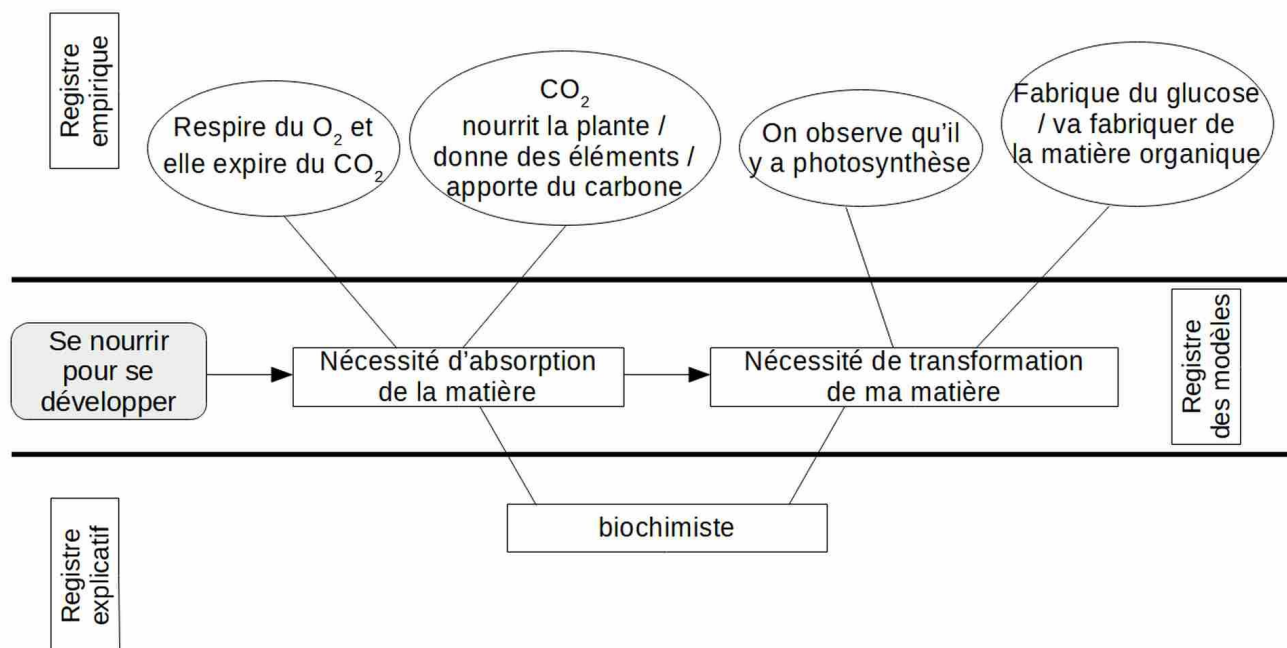 Registre
empirique
Respire du O2 et
elle expire du CO2
CO2
nourrit la plante /
donne des éléments /
apporte du carbone
On observe qu'il
y a photosynthèse
Fabrique du glucose
/ va fabriquer de
la matière organique
Se nourrir
pour se
développer
Nécessité d'absorption
de la matière
Nécessité de transformation
de ma matière
Registre
des modèles
Registre
explicatif
biochimiste